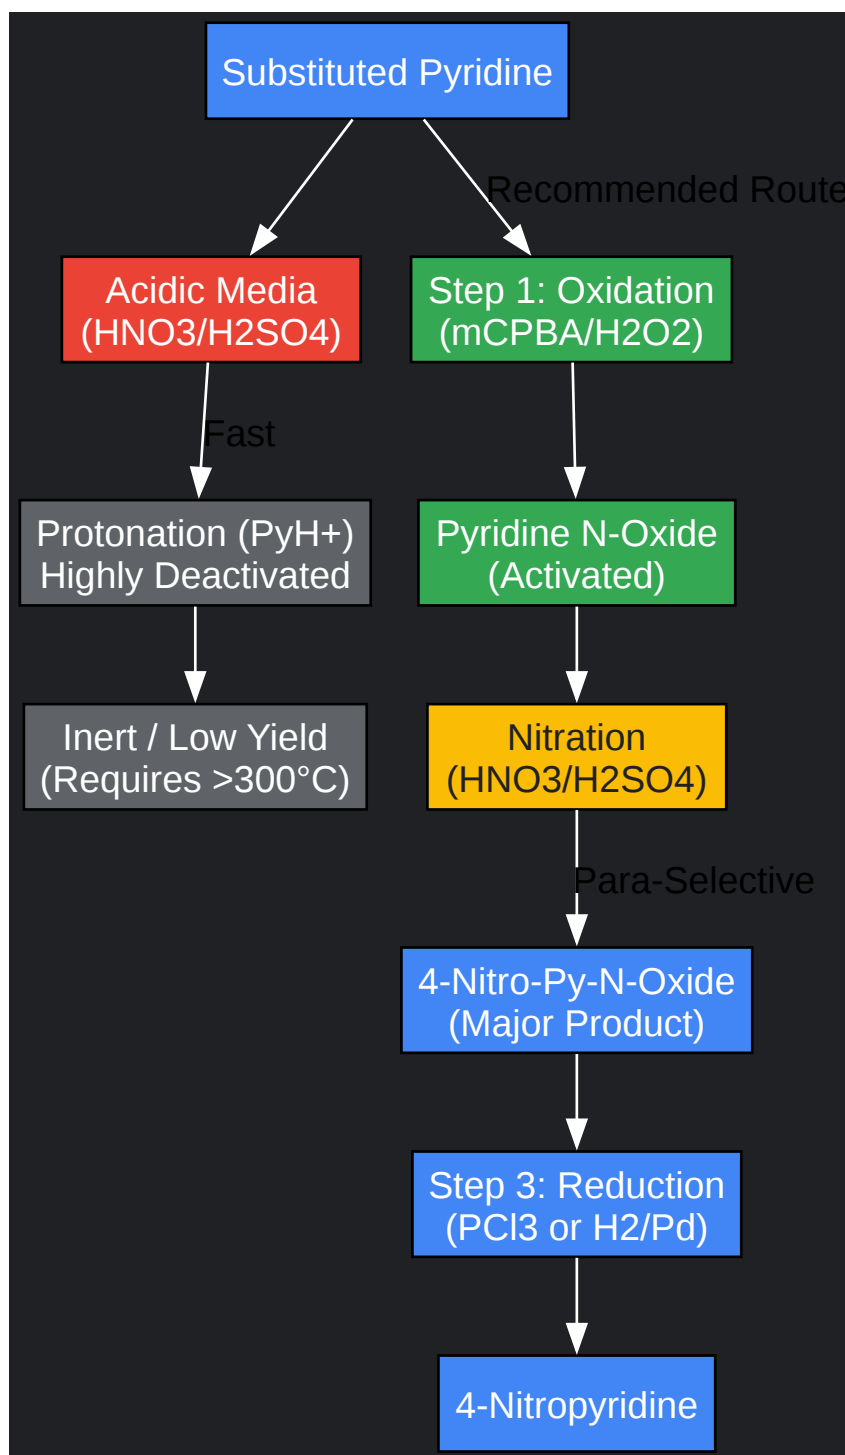 Substituted Pyridine
Recommended Route
Acidic Media
(HNO3/H2SO4)
Step 1: Oxidation
(mCPBA/H2O2)
Fast
Protonation (PyH+)
Highly Deactivated
Pyridine N-Oxide
(Activated)
Inert / Low Yield
(Requires >300°C)
Nitration
(HNO3/H2SO4)
Para-Selective
4-Nitro-Py-N-Oxide
(Major Product)
Step 3: Reduction
(PCl3 or H2/Pd)
4-Nitropyridine